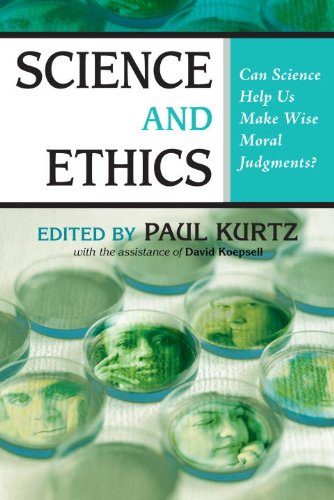 SCIENCE
AND
ETHICS
Can Science
Help Us
Make Wise
Moral
Judgments?
EDITED BY PAUL KURTZ
with the assistance of David Koepsell